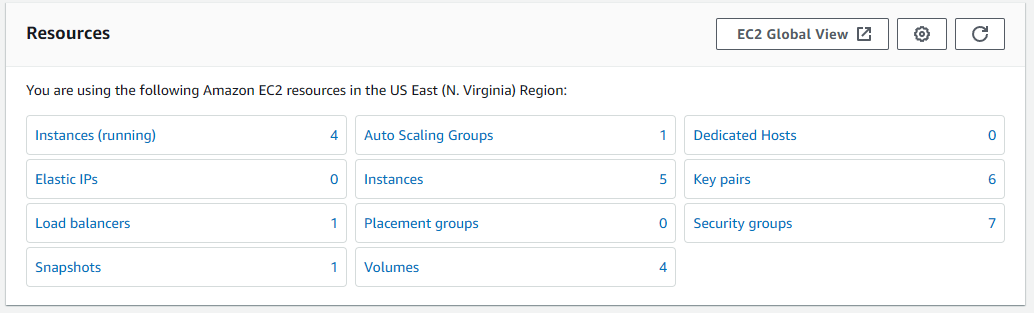 Resources
EC2 Global View
You are using the following Amazon EC2 resources in the US East (N. Virginia) Region:
Instances (running) 4
Auto Scaling Groups 1
Dedicated Hosts 0
Elastic IPs 0
Instances 5
Key pairs 6
Load balancers 1
Placement groups 0
Security groups 7
Snapshots 1
Volumes 4